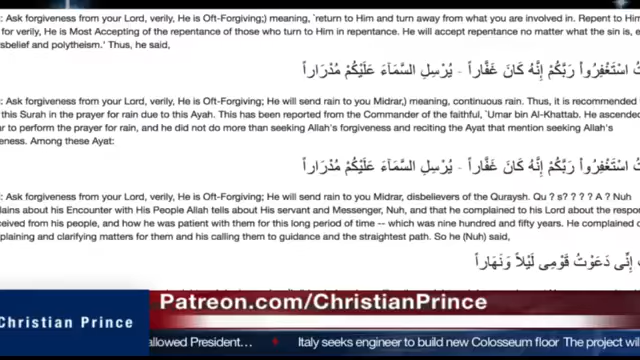 : Ask forgiveness from your Lord, verily, He is Oft-Forgiving;) meaning, `return to Him and turn away from what you are involved in. Repent to Him
for verily, He is Most Accepting of the repentance of those who turn to Him in repentance. He will accept repentance no matter what the sin is, e
sbelief and polytheism.' Thus, he said,
تُ اسْتَغْفِرُواْ رَبَّكُمْ إِنَّهُ كَانَ غَفَّاراً - يُرْسِلِ السَّمَآءَ عَلَيْكُمْ مُّدْرَاراً
: Ask forgiveness from your Lord, verily, He is Oft-Forgiving; He will send rain to you Midrar,) meaning, continuous rain. Thus, it is recommended
this Surah in the prayer for rain due to this Ayah. This has been reported from the Commander of the faithful, `Umar bin Al-Khattab. He ascended
ar to perform the prayer for rain, and he did not do more than seeking Allah's forgiveness and reciting the Ayat that mention seeking Allah's
eness. Among these Ayat:
تُ اسْتَغْفِرُواْ رَبَّكُمْ إِنَّهُ كَانَ غَفَّاراً - يُرْسِلِ السَّمَآءَ عَلَيْكُمْ مُّدْرَاراً
: Ask forgiveness from your Lord, verily, He is Oft-Forgiving; He will send rain to you Midrar, disbelievers of the Quraysh. Qu ? s? ? ? ? A ? Nuh
lains about his Encounter with His People Allah tells about His servant and Messenger, Nuh, and that he complained to his Lord about the respo
ceived from his people, and how he was patient with them for this long period of time -- which was nine hundred and fifty years. He complained o
plaining and clarifying matters for them and his calling them to guidance and the straightest path. So he (Nuh) said,
إِنِّى دَعَوْتُ قَوْمِى لَيْلاً وَنَهَاراً
Patreon.com/ChristianPrince
Christian Prince
allowed President... Italy seeks engineer to build new Colosseum floor The project wil